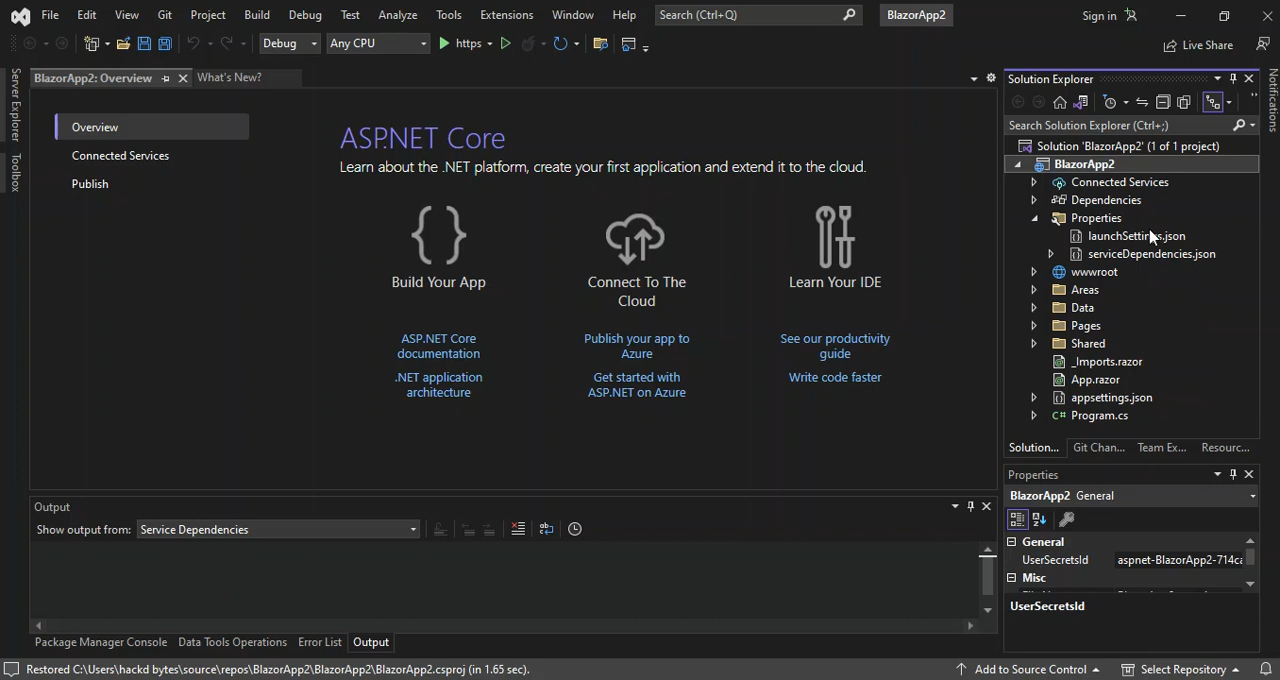 File Edit View Git Project Build Debug Test Analyze Tools Extensions Window Help Search (Ctrl+Q) BlazorApp2 Sign in
Debug Any CPU https Live Share
Server Explorer
Toolbox
BlazorApp2: Overview What's New?
Overview
Connected Services
Publish
ASP.NET Core
Learn about the .NET platform, create your first application and extend it to the cloud.
Build Your App
Connect To The
Cloud
Learn Your IDE
ASP.NET Core
documentation
.NET application
architecture
Publish your app to
Azure
Get started with
ASP.NET on Azure
See our productivity
guide
Write code faster
Solution Explorer
Search Solution Explorer (Ctrl+;)
Solution 'BlazorApp2' (1 of 1 project)
BlazorApp2
Connected Services
Dependencies
Properties
launchSettings.json
serviceDependencies.json
wwwroot
Areas
Data
Pages
Shared
_Imports.razor
App.razor
appsettings.json
C# Program.cs
Solution... Git Chan... Team Ex... Resourc...
Notifications
Properties
BlazorApp2 General
General
UserSecretsId aspnet-BlazorApp2-714ca
Misc
UserSecretsId
Output
Show output from: Service Dependencies
Package Manager Console Data Tools Operations Error List Output
Restored C:\Users\hackd bytes\source\repos\BlazorApp2\BlazorApp2\BlazorApp2.csproj (in 1.65 sec). Add to Source Control Select Repository